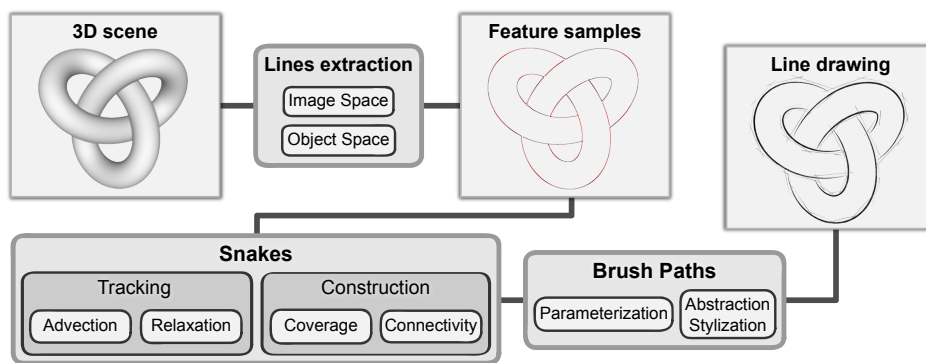 3D scene
Lines extraction
Image Space
Object Space
Feature samples
Line drawing
Snakes
Tracking
Advection
Relaxation
Construction
Coverage
Connectivity
Brush Paths
Parameterization
Abstraction
Stylization